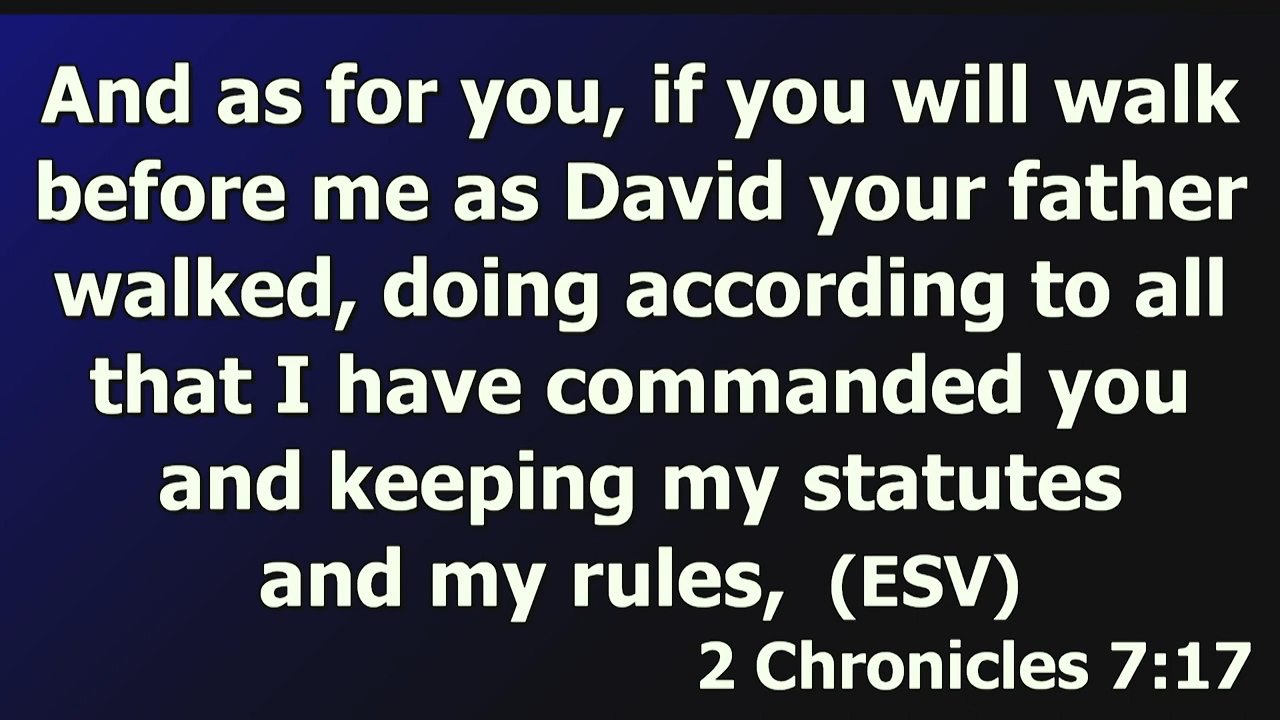 And as for you, if you will walk
before me as David your father
walked, doing according to all
that I have commanded you
and keeping my statutes
and my rules, (ESV)
2 Chronicles 7:17